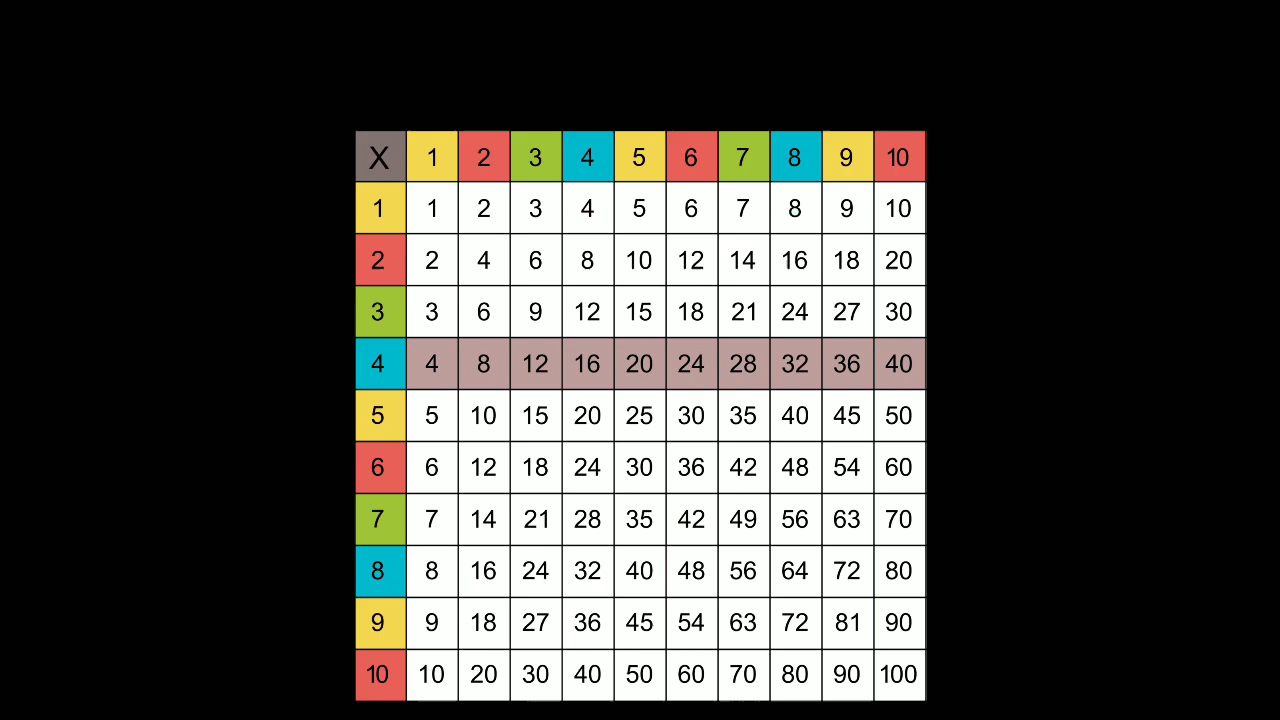 X 1 2 3 4 5 6 7 8 9 10
1 1 2 3 4 5 6 7 8 9 10
2 2 4 6 8 10 12 14 16 18 20
3 3 6 9 12 15 18 21 24 27 30
4 4 8 12 16 20 24 28 32 36 40
5 5 10 15 20 25 30 35 40 45 50
6 6 12 18 24 30 36 42 48 54 60
7 7 14 21 28 35 42 49 56 63 70
8 8 16 24 32 40 48 56 64 72 80
9 9 18 27 36 45 54 63 72 81 90
10 10 20 30 40 50 60 70 80 90 100